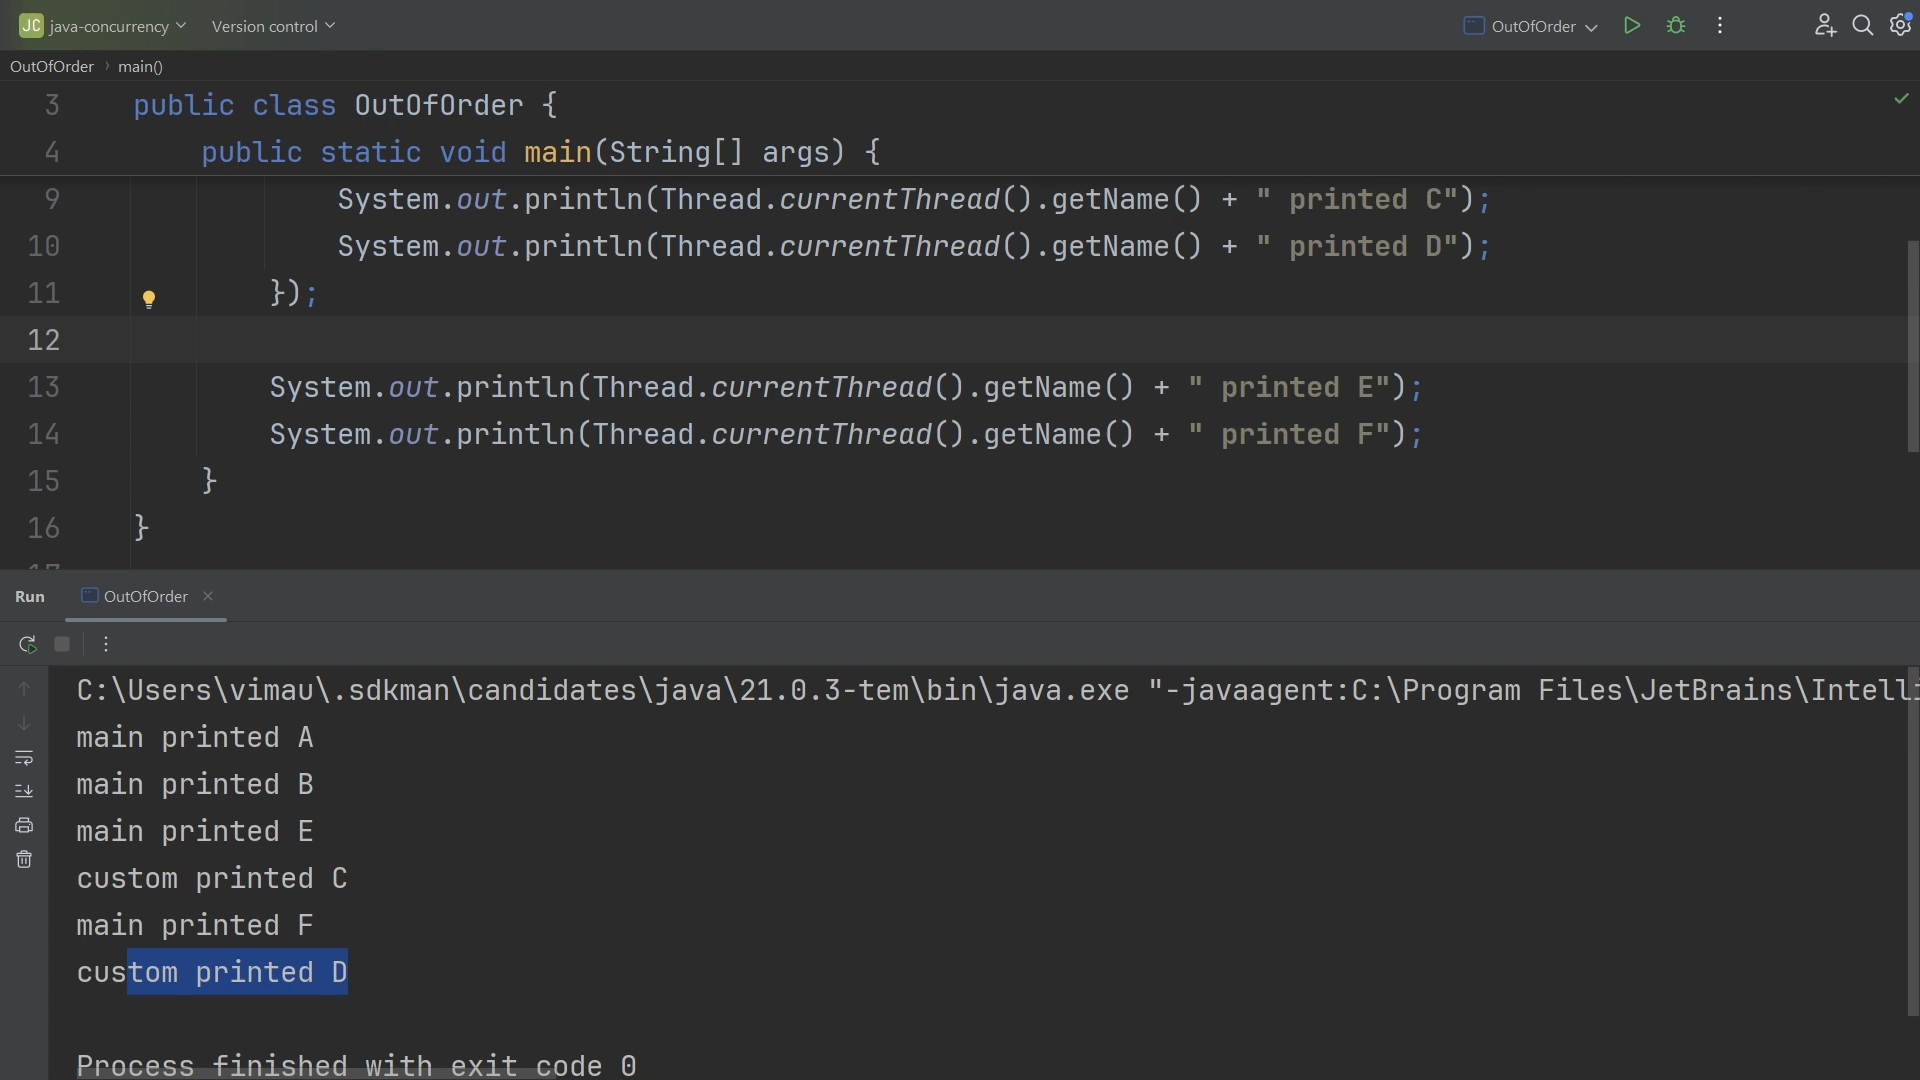 JC java-concurrency Version control OutOfOrder
OutOfOrder › main()
3 public class OutOfOrder {
4 public static void main(String[] args) {
9 System.out.println(Thread.currentThread().getName() + " printed C");
10 System.out.println(Thread.currentThread().getName() + " printed D");
11 });
12
13 System.out.println(Thread.currentThread().getName() + " printed E");
14 System.out.println(Thread.currentThread().getName() + " printed F");
15 }
16 }
Run OutOfOrder
C:\Users\vimau\.sdkman\candidates\java\21.0.3-tem\bin\java.exe "-javaagent:C:\Program Files\JetBrains\Intelli
main printed A
main printed B
main printed E
custom printed C
main printed F
custom printed D
Process finished with exit code 0